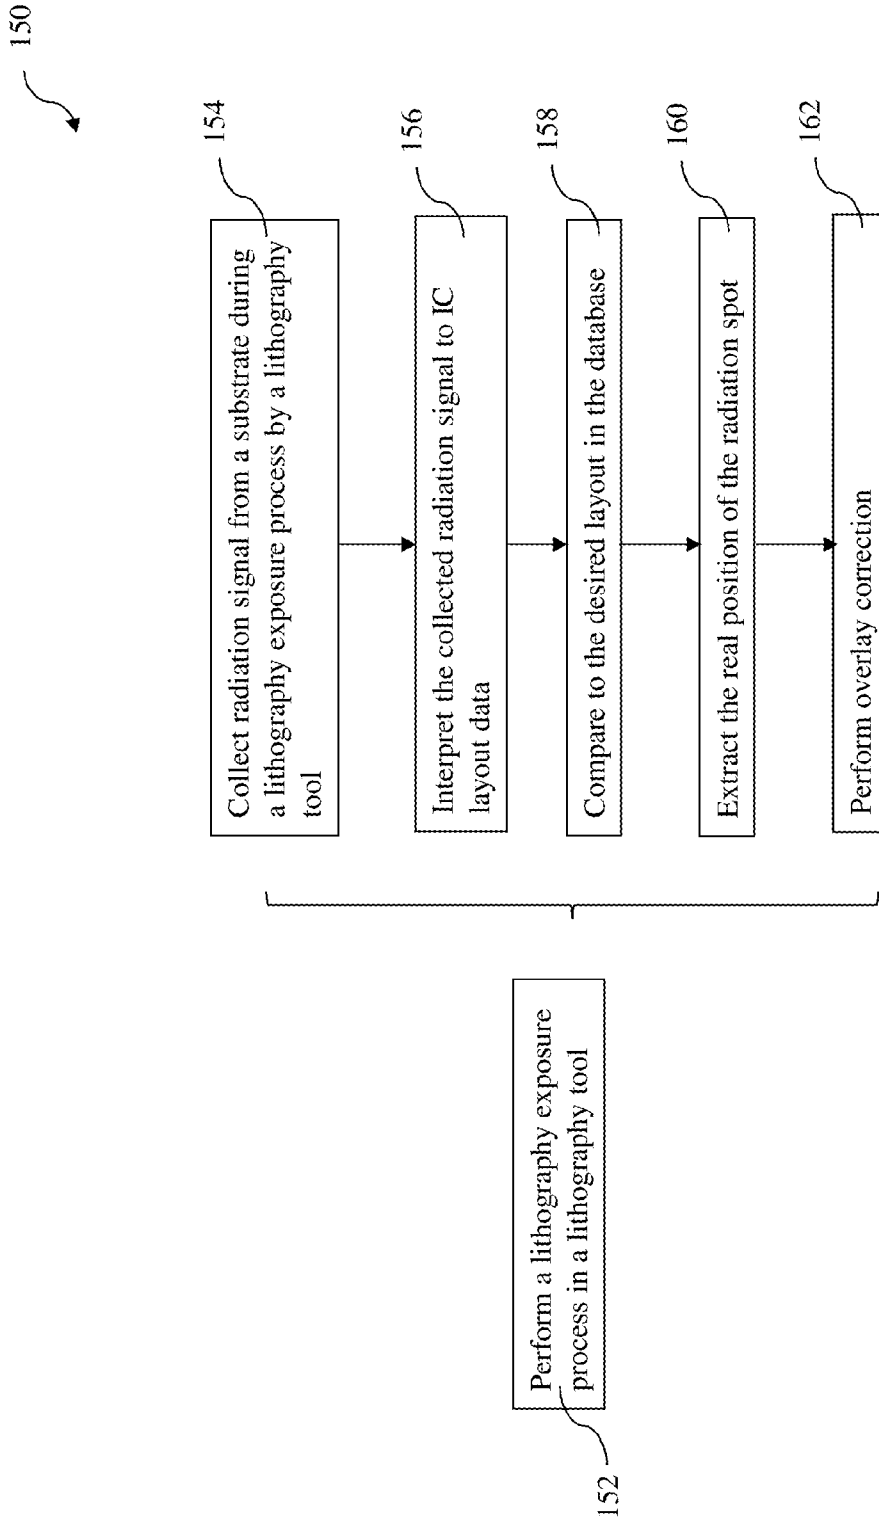 150
Perform a lithography exposure
process in a lithography tool
152
Collect radiation signal from a substrate during
a lithography exposure process by a lithography
tool
154
Interpret the collected radiation signal to IC
layout data
156
Compare to the desired layout in the database
158
Extract the real position of the radiation spot
160
Perform overlay correction
162